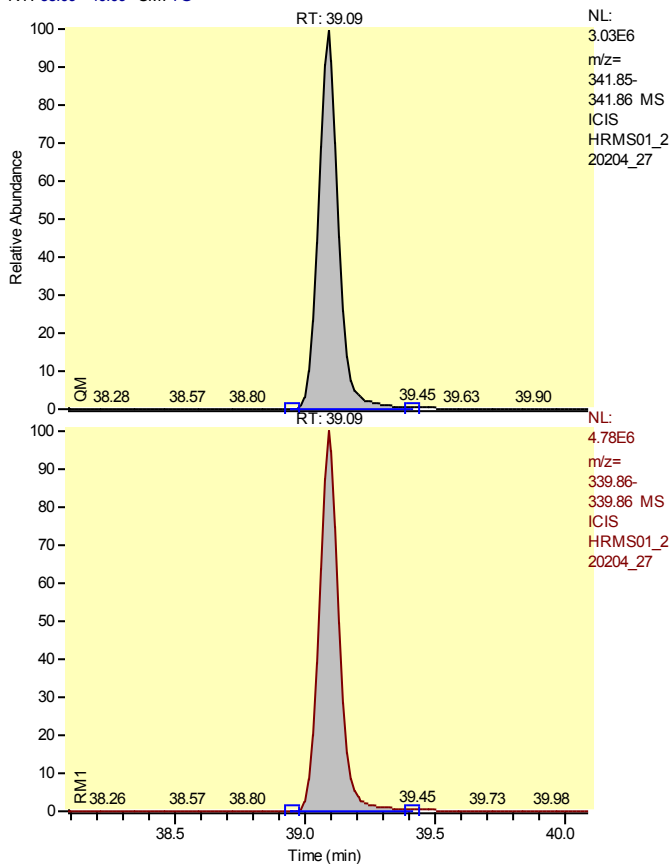 RT: 39.09
NL:
3.03E6
m/z=
341.85-
341.86 MS
ICIS
HRMS01_2
20204_27
100
90
80
70
60
50
40
30
20
10
0
Relative Abundance
QM
38.28 38.57 38.80 39.45 39.63 39.90
RT: 39.09
NL:
4.78E6
m/z=
339.86-
339.86 MS
ICIS
HRMS01_2
20204_27
100
90
80
70
60
50
40
30
20
10
0
RM1
38.26 38.57 38.80 39.45 39.73 39.98
38.5 39.0 39.5 40.0
Time (min)